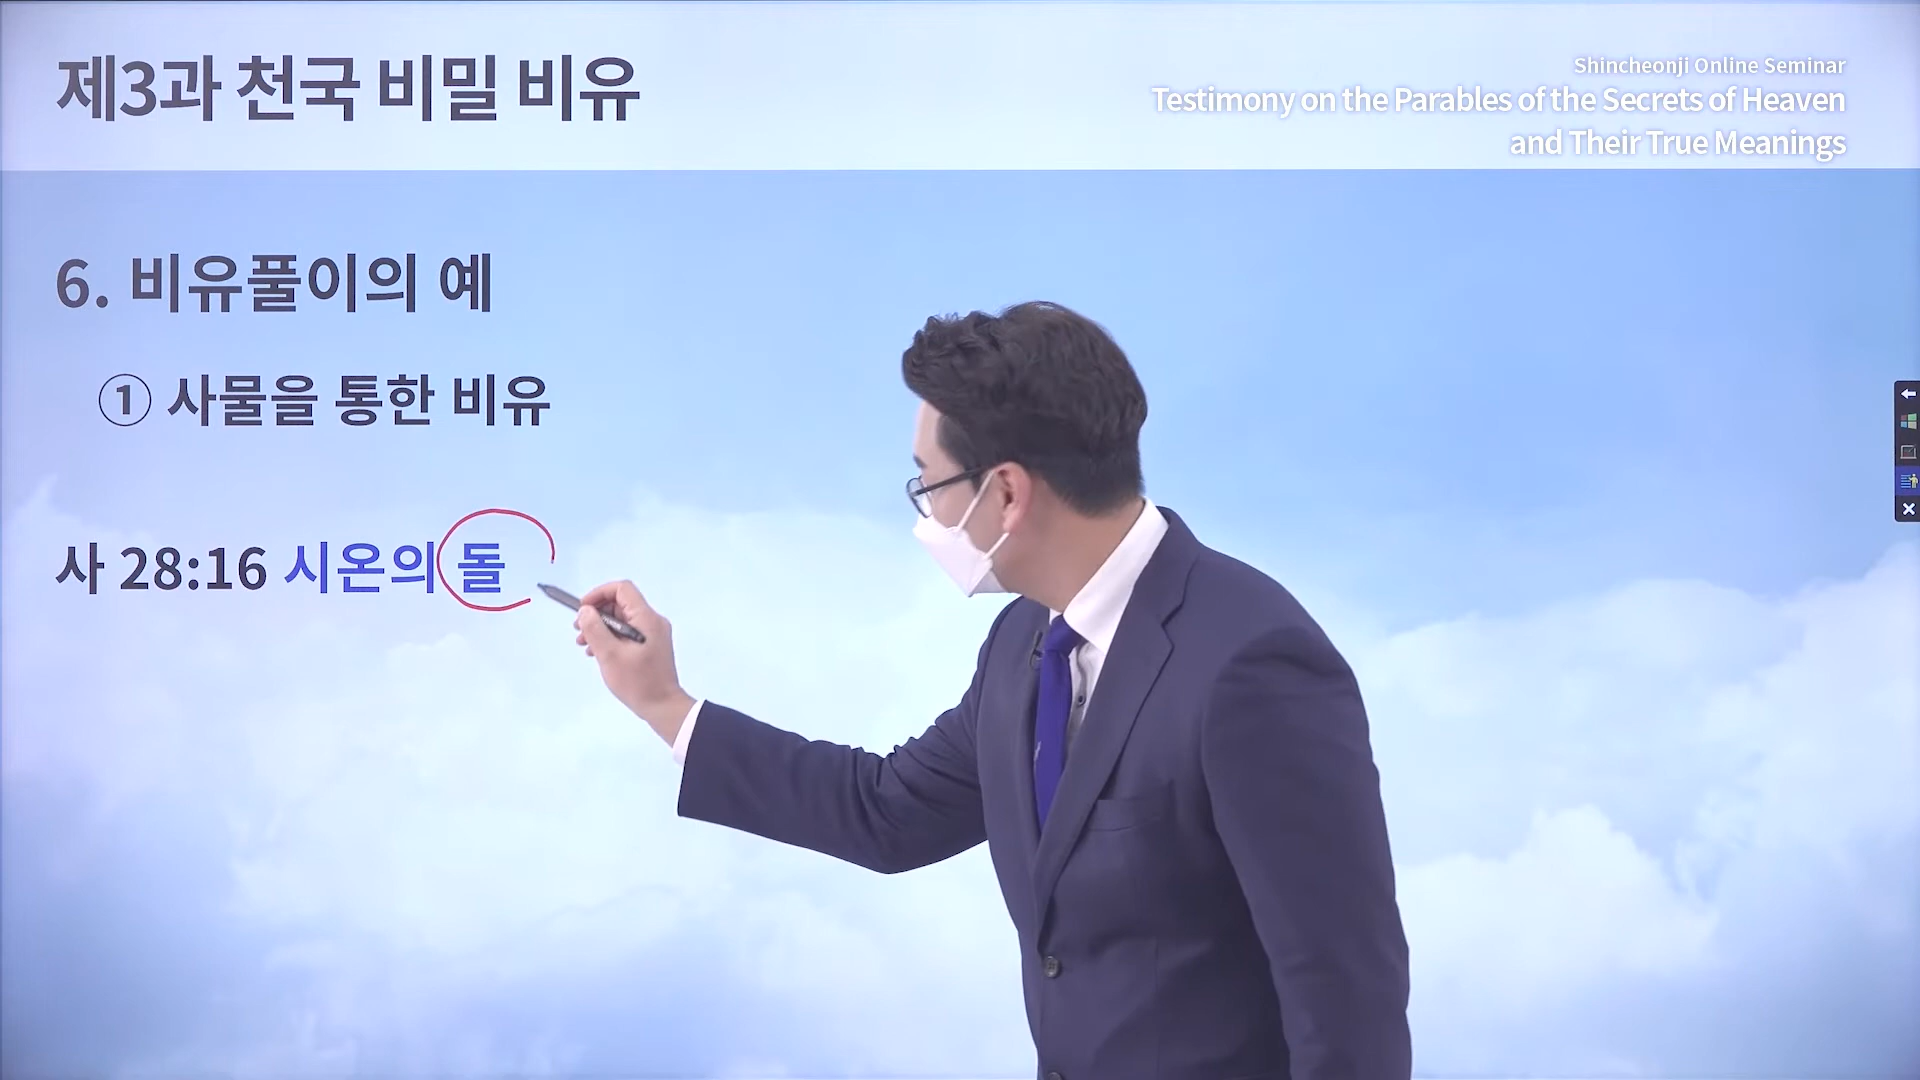 제3과 천국 비밀 비유
Shincheonji Online Seminar
Testimony on the Parables of the Secrets of Heaven
and Their True Meanings
6. 비유풀이의 예
① 사물을 통한 비유
사 28:16 시온의 돌